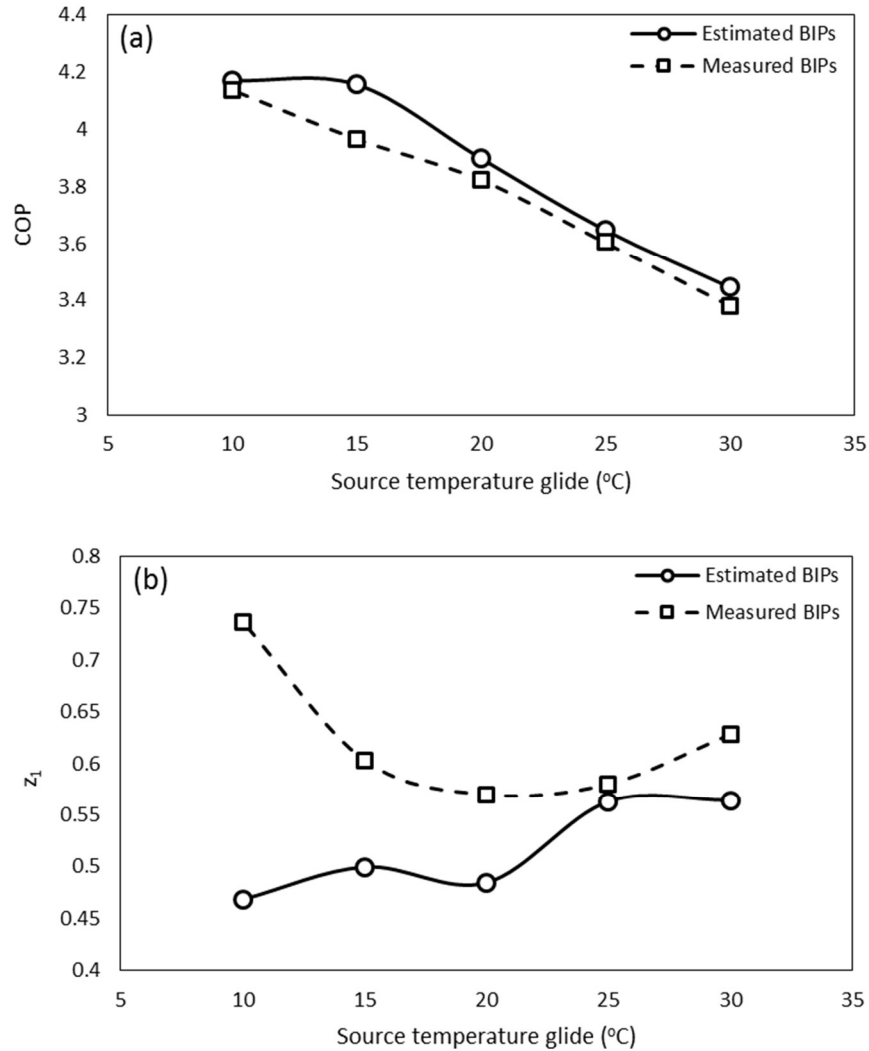 (a)
Estimated BIPs
Measured BIPs
4.4
4.2
4
3.8
3.6
3.4
3.2
3
COP
5 10 15 20 25 30 35
Source temperature glide (°C)
(b)
Estimated BIPs
Measured BIPs
0.8
0.75
0.7
0.65
0.6
0.55
0.5
0.45
0.4
z₁
5 10 15 20 25 30 35
Source temperature glide (°C)